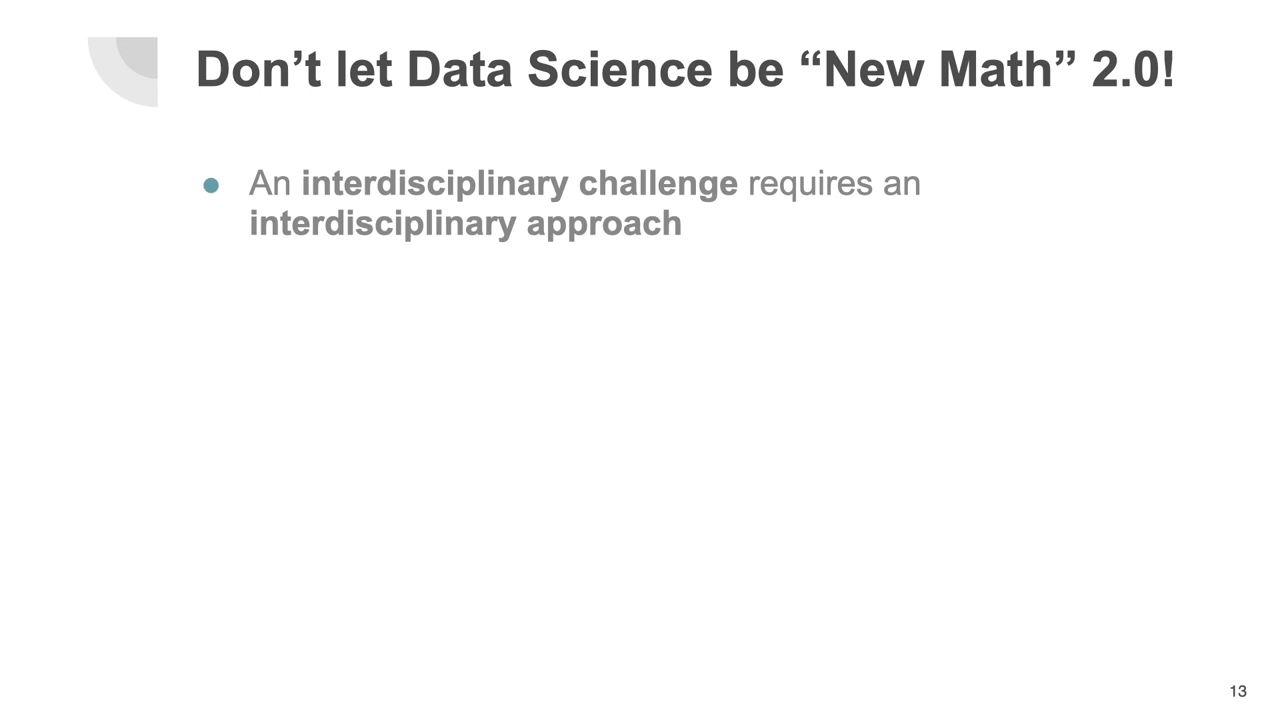 Don’t let Data Science be “New Math” 2.0!
● An interdisciplinary challenge requires an
interdisciplinary approach
13